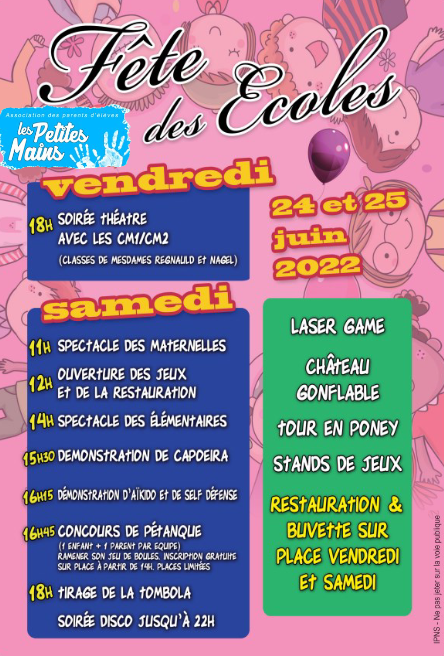 Fête
des Ecoles
Association des parents d'élèves
les Petites
Mains
vendredi
18H SOIRÉE THÉATRE
AVEC LES CM1/CM2
(CLASSES DE MESDAMES REGNAULD ET NAGEL)
24 et 25
juin
2022
samedi
11H SPECTACLE DES MATERNELLES
12H OUVERTURE DES JEUX
ET DE LA RESTAURATION
14H SPECTACLE DES ÉLÉMENTAIRES
15H30 DEMONSTRATION DE CAPOEIRA
16H15 DÉMONSTRATION D'AÏKIDO ET DE SELF DÉFENSE
16H45 CONCOURS DE PÉTANQUE
(1 ENFANT + 1 PARENT PAR EQUIPE)
RAMENER SON JEU DE BOULES. INSCRIPTION GRATUITE
SUR PLACE À PARTIR DE 14H. PLACES LIMITÉES
18H TIRAGE DE LA TOMBOLA
SOIRÉE DISCO JUSQU'À 22H
LASER GAME
CHÂTEAU
GONFLABLE
TOUR EN PONEY
STANDS DE JEUX
RESTAURATION &
BUVETTE SUR
PLACE VENDREDI
ET SAMEDI
IPNS - Ne pas jeter sur la voie publique